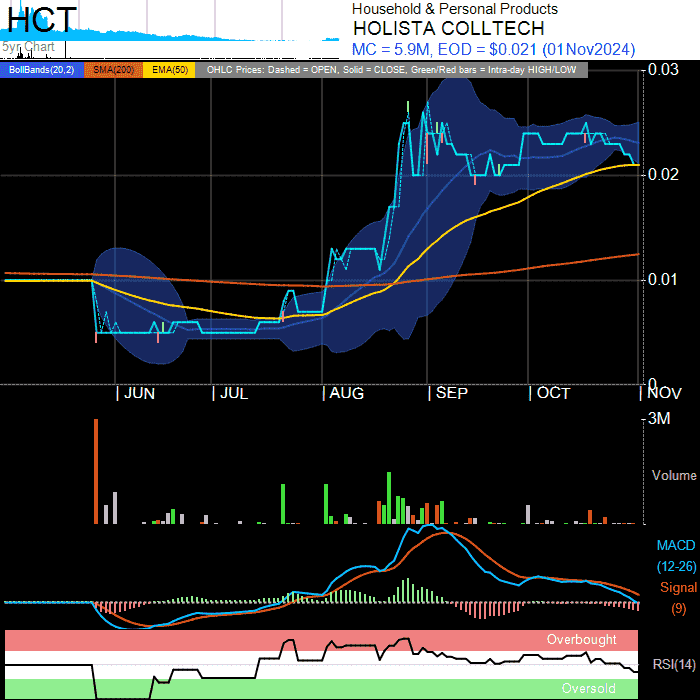 HCT
5yr Chart
Household & Personal Products
HOLISTA COLLTECH
MC = 5.9M, EOD = $0.021 (01Nov2024)
BollBands(20,2) SMA(200) EMA(50) OHLC Prices: Dashed = OPEN, Solid = CLOSE, Green/Red bars = Intra-day HIGH/LOW
0.03
0.02
0.01
0
| JUN | JUL | AUG | SEP | OCT | NOV
3M
Volume
MACD
(12-26)
Signal
(9)
Overbought
RSI(14)
Oversold